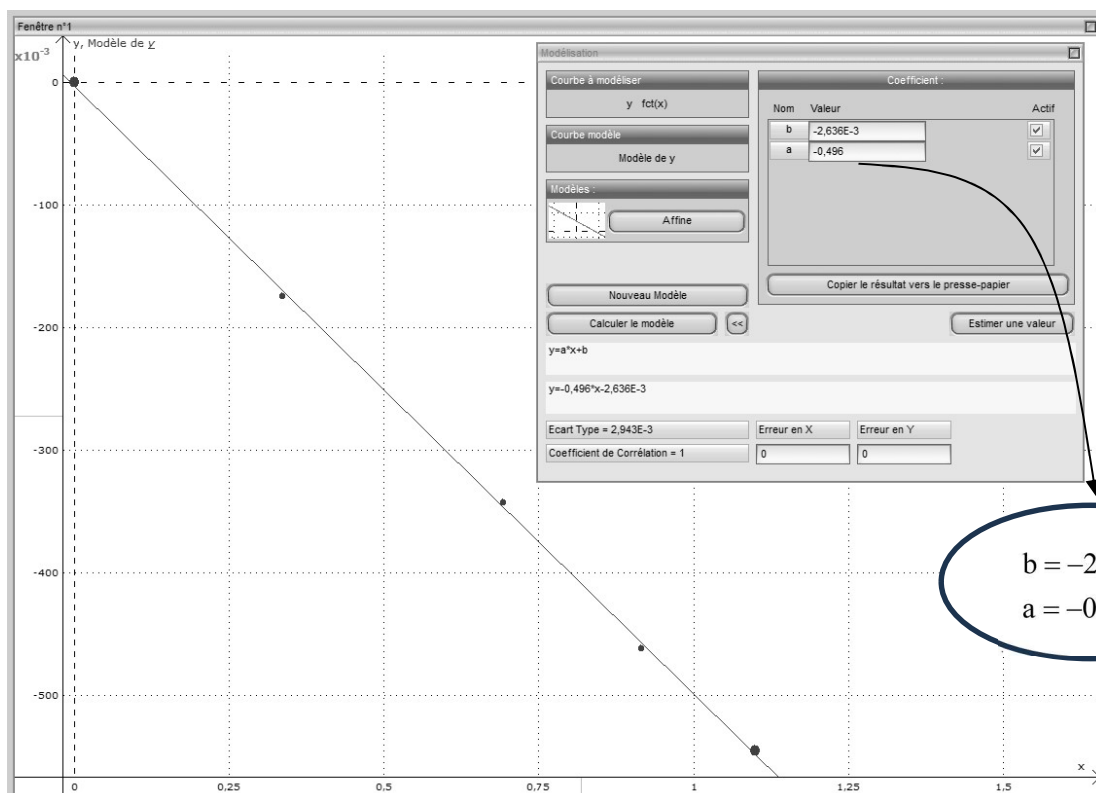 Fenêtre n°1
x10⁻³
y, Modèle de y
0
-100
-200
-300
-400
-500
0
0,25
0,5
0,75
1
1,25
1,5
x
Modélisation
Courbe à modéliser
y fct(x)
Courbe modèle
Modèle de y
Modèles :
Affine
Nouveau Modèle
Calculer le modèle
<<
Coefficient :
Nom Valeur Actif
b -2,636E-3
a -0,496
Copier le résultat vers le presse-papier
Estimer une valeur
y=a*x+b
y=-0,496*x-2,636E-3
Ecart Type = 2,943E-3
Erreur en X
Erreur en Y
Coefficient de Corrélation = 1
0
0
b = −2
a = −0